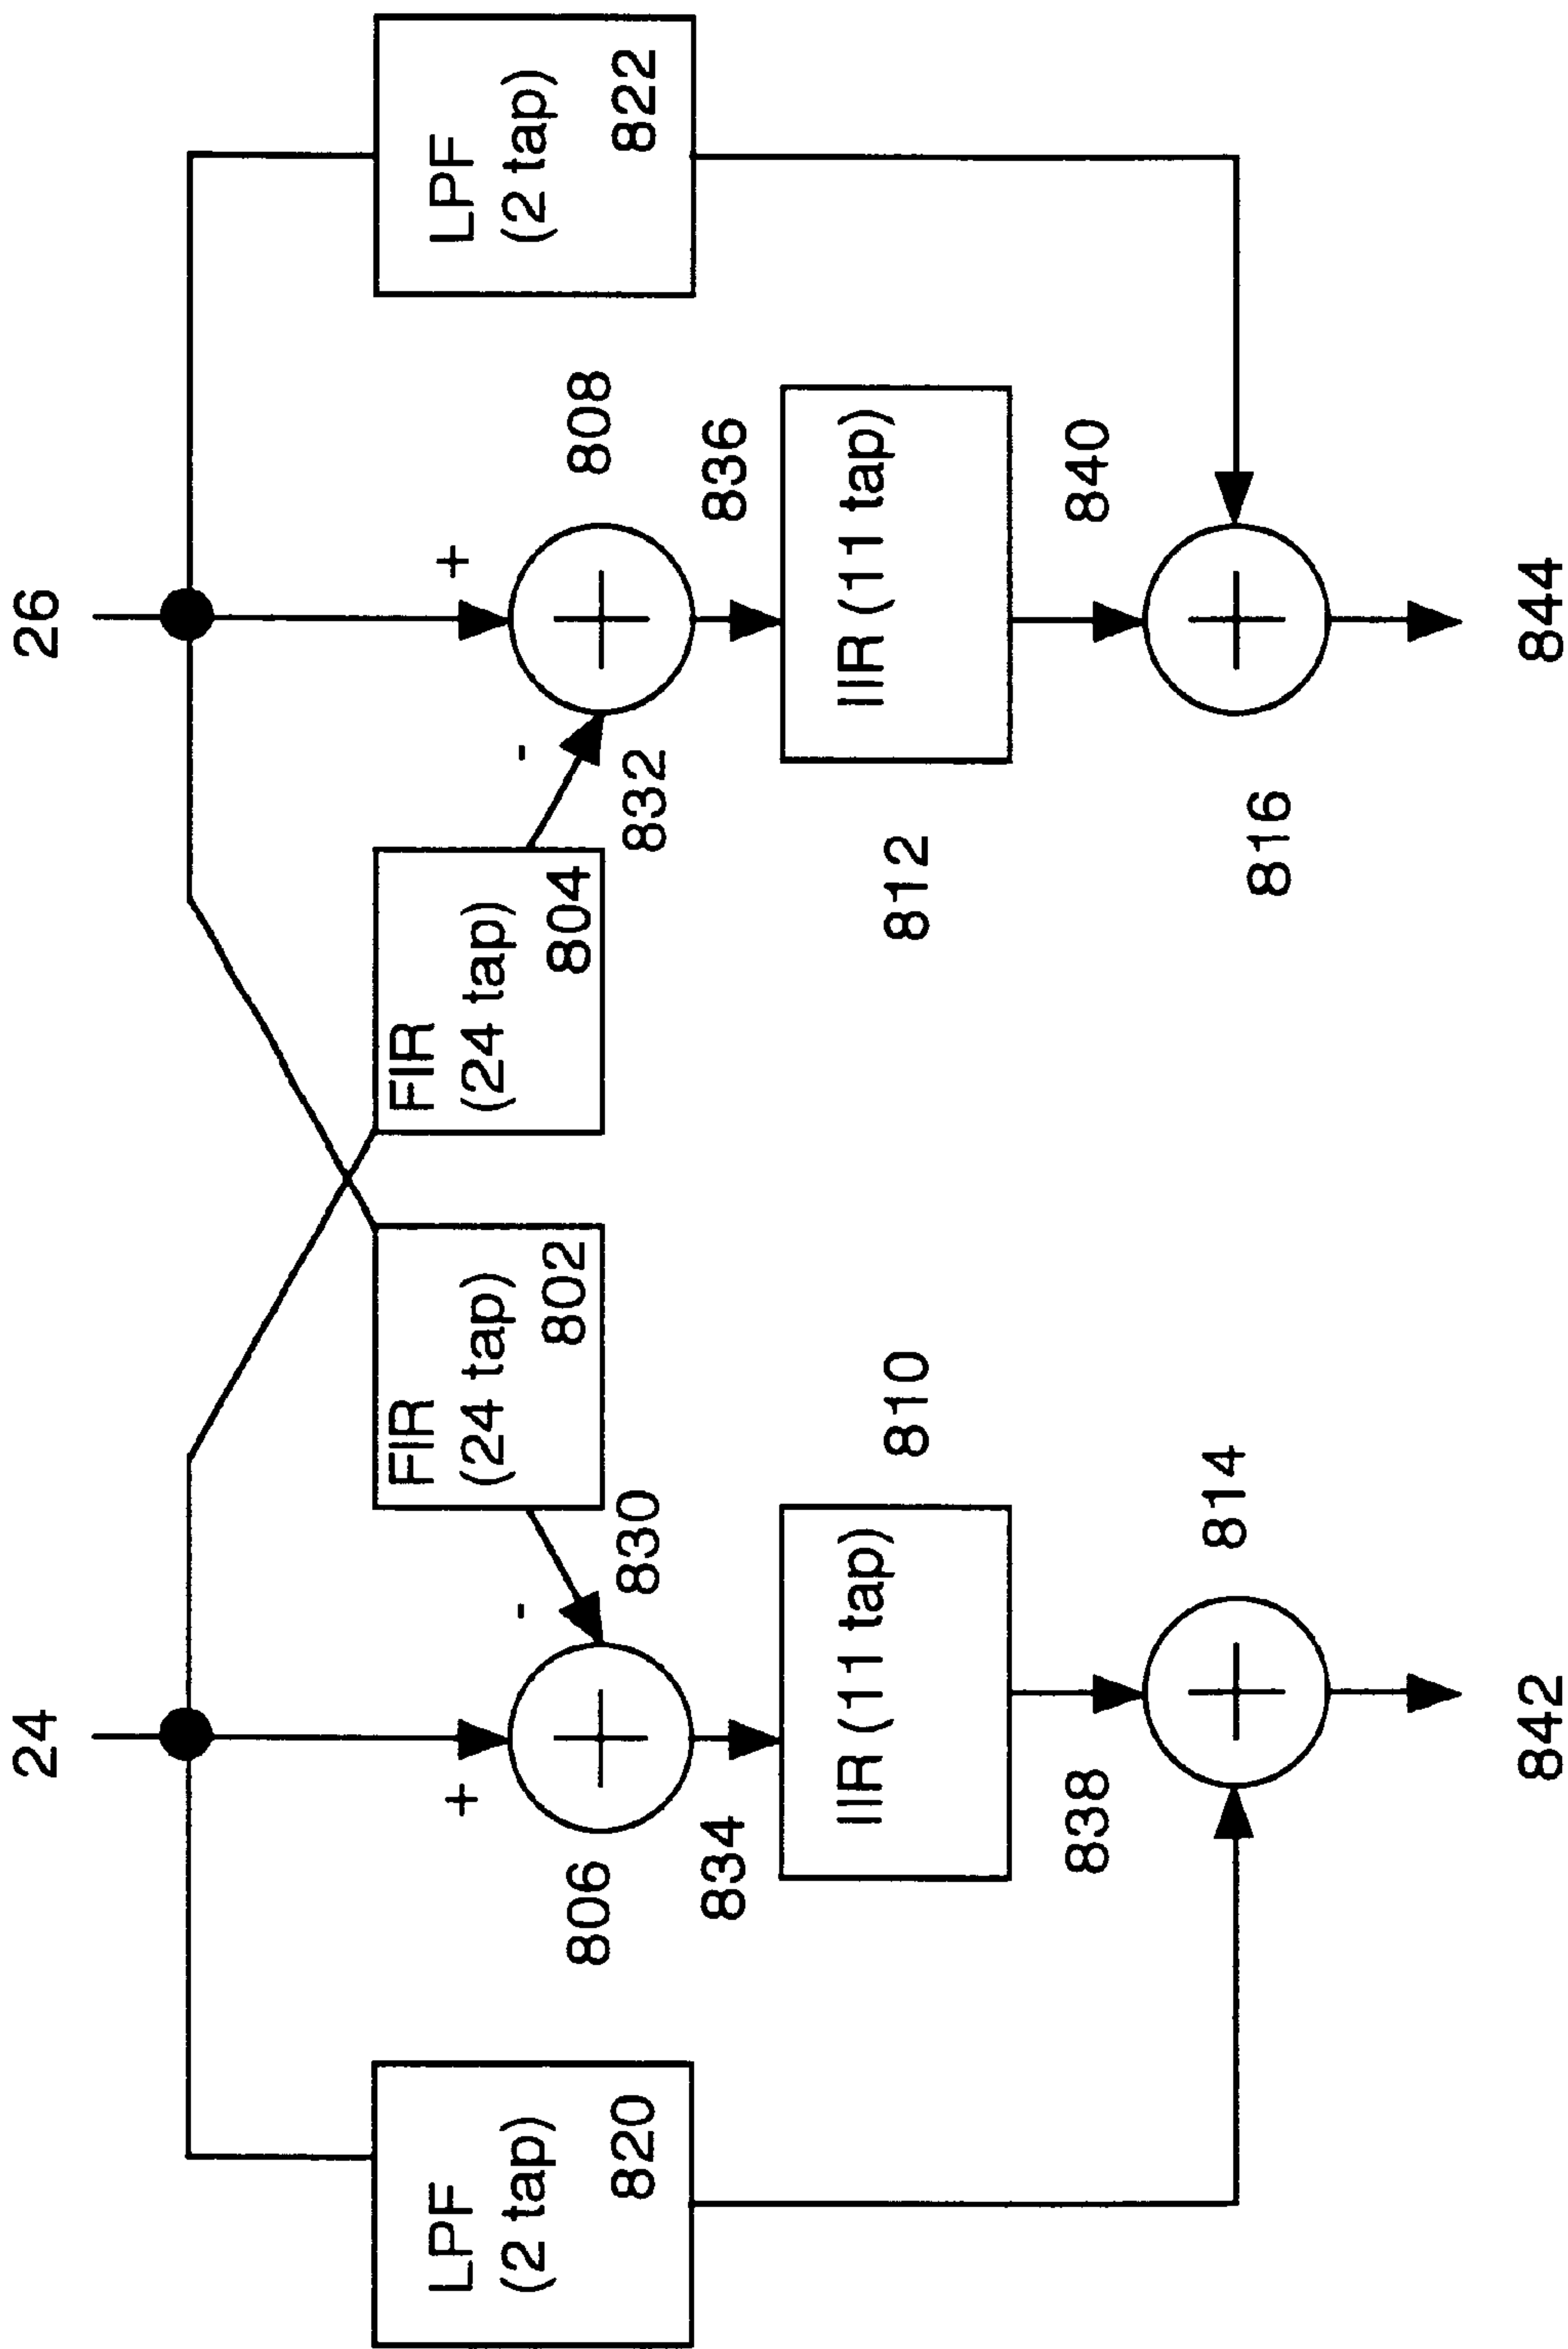 24
26
LPF
(2 tap)
820
FIR
(24 tap)
802
FIR
(24 tap)
804
LPF
(2 tap)
822
+
-
-
+
806
830
832
808
834
836
IIR (11 tap)
810
812
IIR (11 tap)
838
840
814
816
842
844